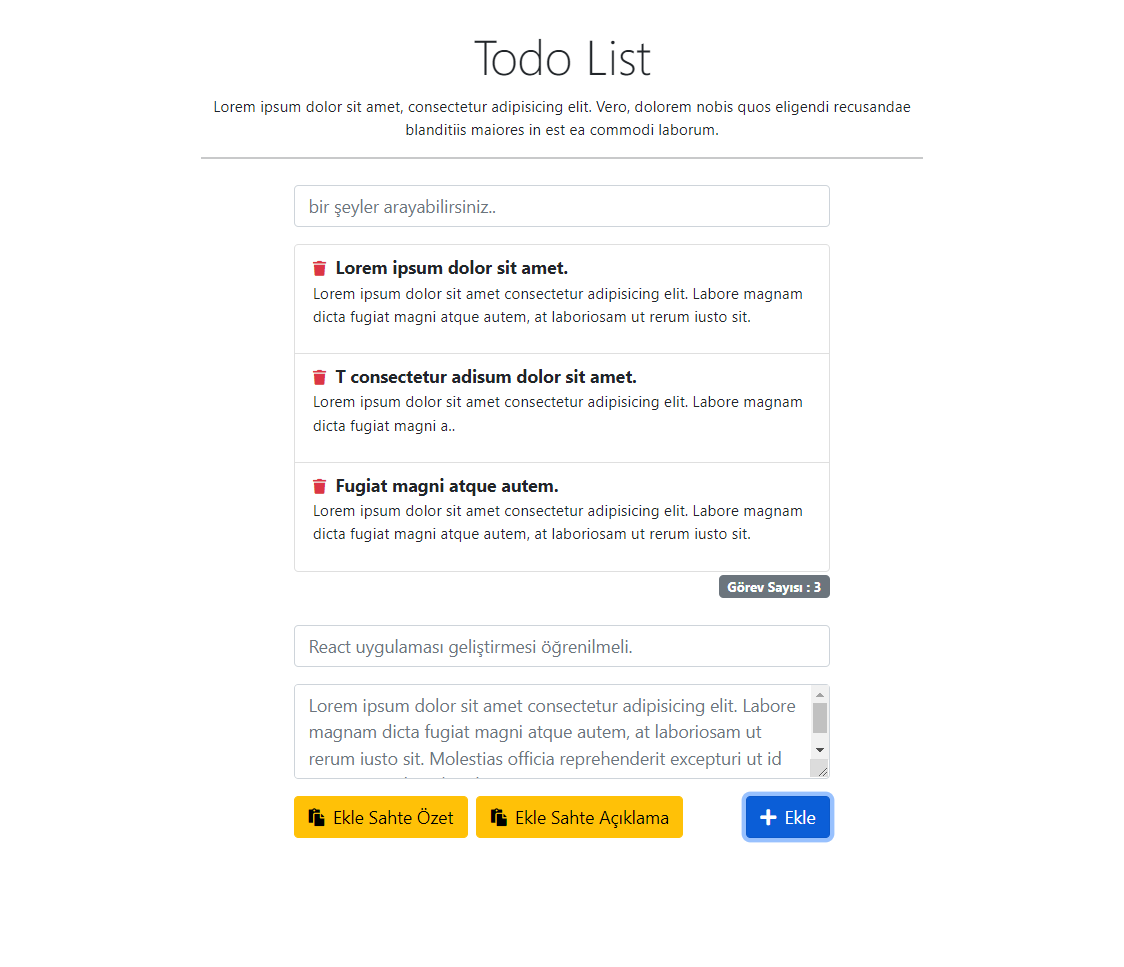 Todo List
Lorem ipsum dolor sit amet, consectetur adipisicing elit. Vero, dolorem nobis quos eligendi recusandae
blanditiis maiores in est ea commodi laborum.
bir şeyler arayabilirsiniz..
Lorem ipsum dolor sit amet.
Lorem ipsum dolor sit amet consectetur adipisicing elit. Labore magnam
dicta fugiat magni atque autem, at laboriosam ut rerum iusto sit.
T consectetur adisum dolor sit amet.
Lorem ipsum dolor sit amet consectetur adipisicing elit. Labore magnam
dicta fugiat magni a..
Fugiat magni atque autem.
Lorem ipsum dolor sit amet consectetur adipisicing elit. Labore magnam
dicta fugiat magni atque autem, at laboriosam ut rerum iusto sit.
Görev Sayısı : 3
React uygulaması geliştirmesi öğrenilmeli.
Lorem ipsum dolor sit amet consectetur adipisicing elit. Labore
magnam dicta fugiat magni atque autem, at laboriosam ut
rerum iusto sit. Molestias officia reprehenderit excepturi ut id
Ekle Sahte Özet
Ekle Sahte Açıklama
Ekle